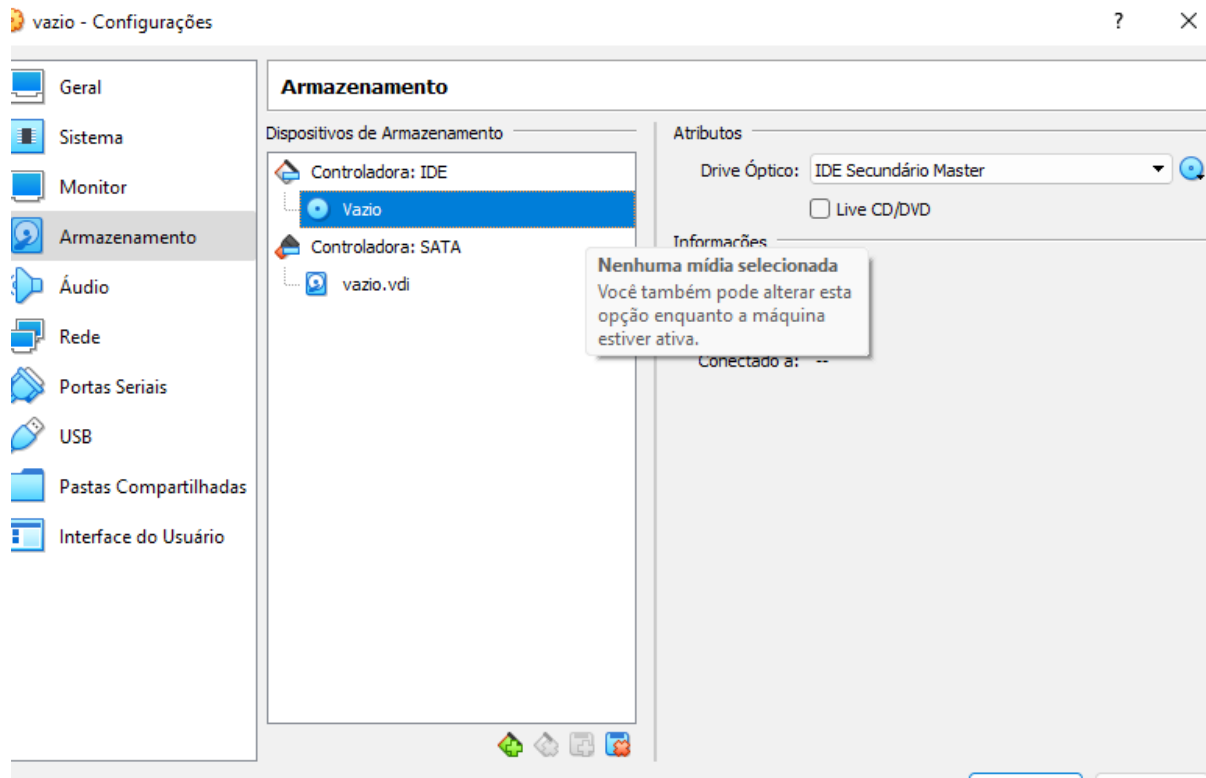 vazio - Configurações
?
Geral
Sistema
Monitor
Armazenamento
Áudio
Rede
Portas Seriais
USB
Pastas Compartilhadas
Interface do Usuário
Armazenamento
Dispositivos de Armazenamento
Controladora: IDE
Vazio
Controladora: SATA
vazio.vdi
Atributos
Drive Óptico: IDE Secundário Master
Live CD/DVD
Informações
Nenhuma mídia selecionada
Você também pode alterar esta
opção enquanto a máquina
estiver ativa.
Conectado a: --